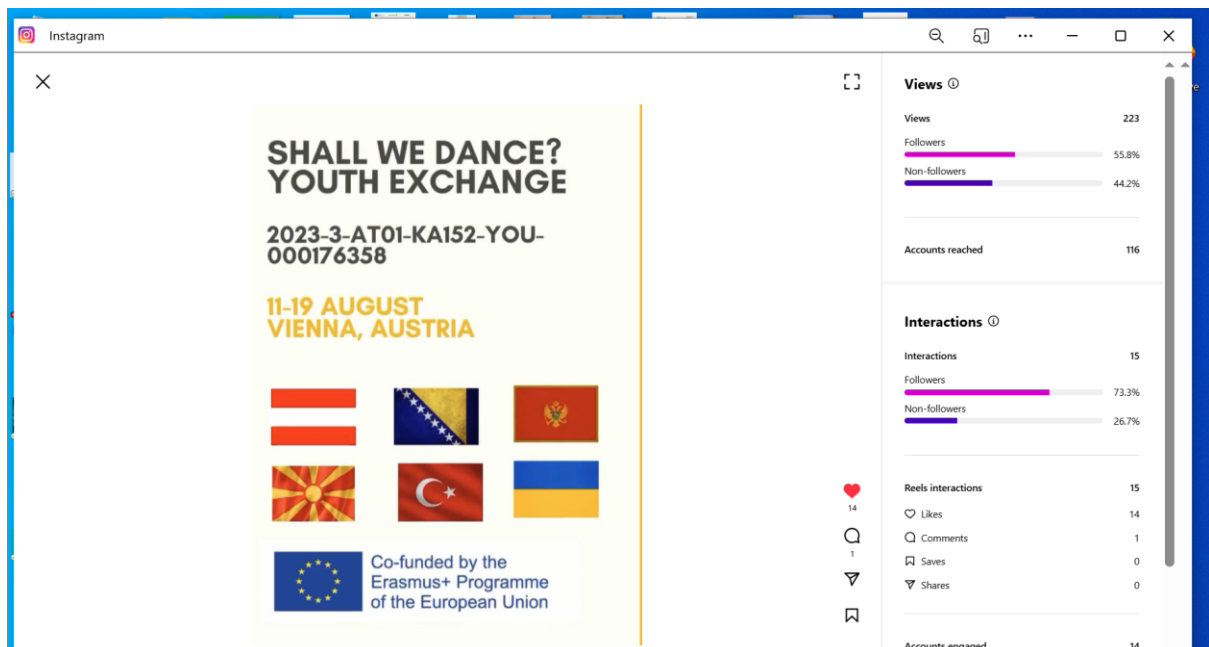 Instagram
SHALL WE DANCE?
YOUTH EXCHANGE
2023-3-AT01-KA152-YOU-
000176358
11-19 AUGUST
VIENNA, AUSTRIA
Co-funded by the
Erasmus+ Programme
of the European Union
14
1
Views
Views 223
Followers
55.8%
Non-followers
44.2%
Accounts reached 116
Interactions
Interactions 15
Followers
73.3%
Non-followers
26.7%
Reels interactions 15
Likes 14
Comments 1
Saves 0
Shares 0
Accounts engaged 14